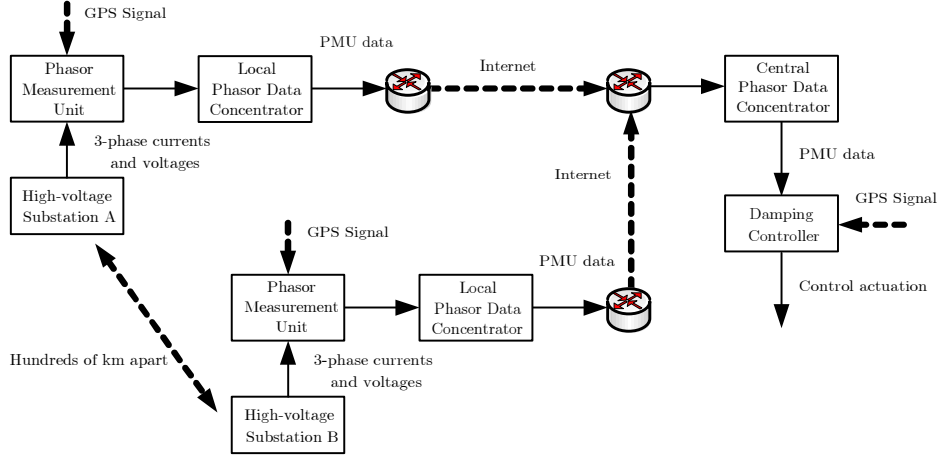 GPS Signal
Phasor
Measurement
Unit
Local
Phasor Data
Concentrator
PMU data
Internet
Central
Phasor Data
Concentrator
3-phase currents
and voltages
High-voltage
Substation A
Internet
PMU data
GPS Signal
Damping
Controller
GPS Signal
Phasor
Measurement
Unit
Local
Phasor Data
Concentrator
PMU data
Control actuation
Hundreds of km apart
3-phase currents
and voltages
High-voltage
Substation B